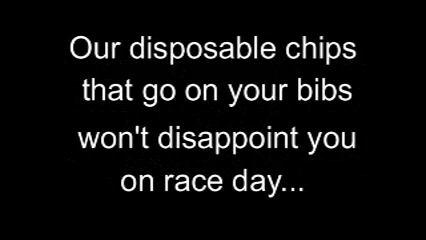 Our disposable chips
that go on your bibs
won't disappoint you
on race day...